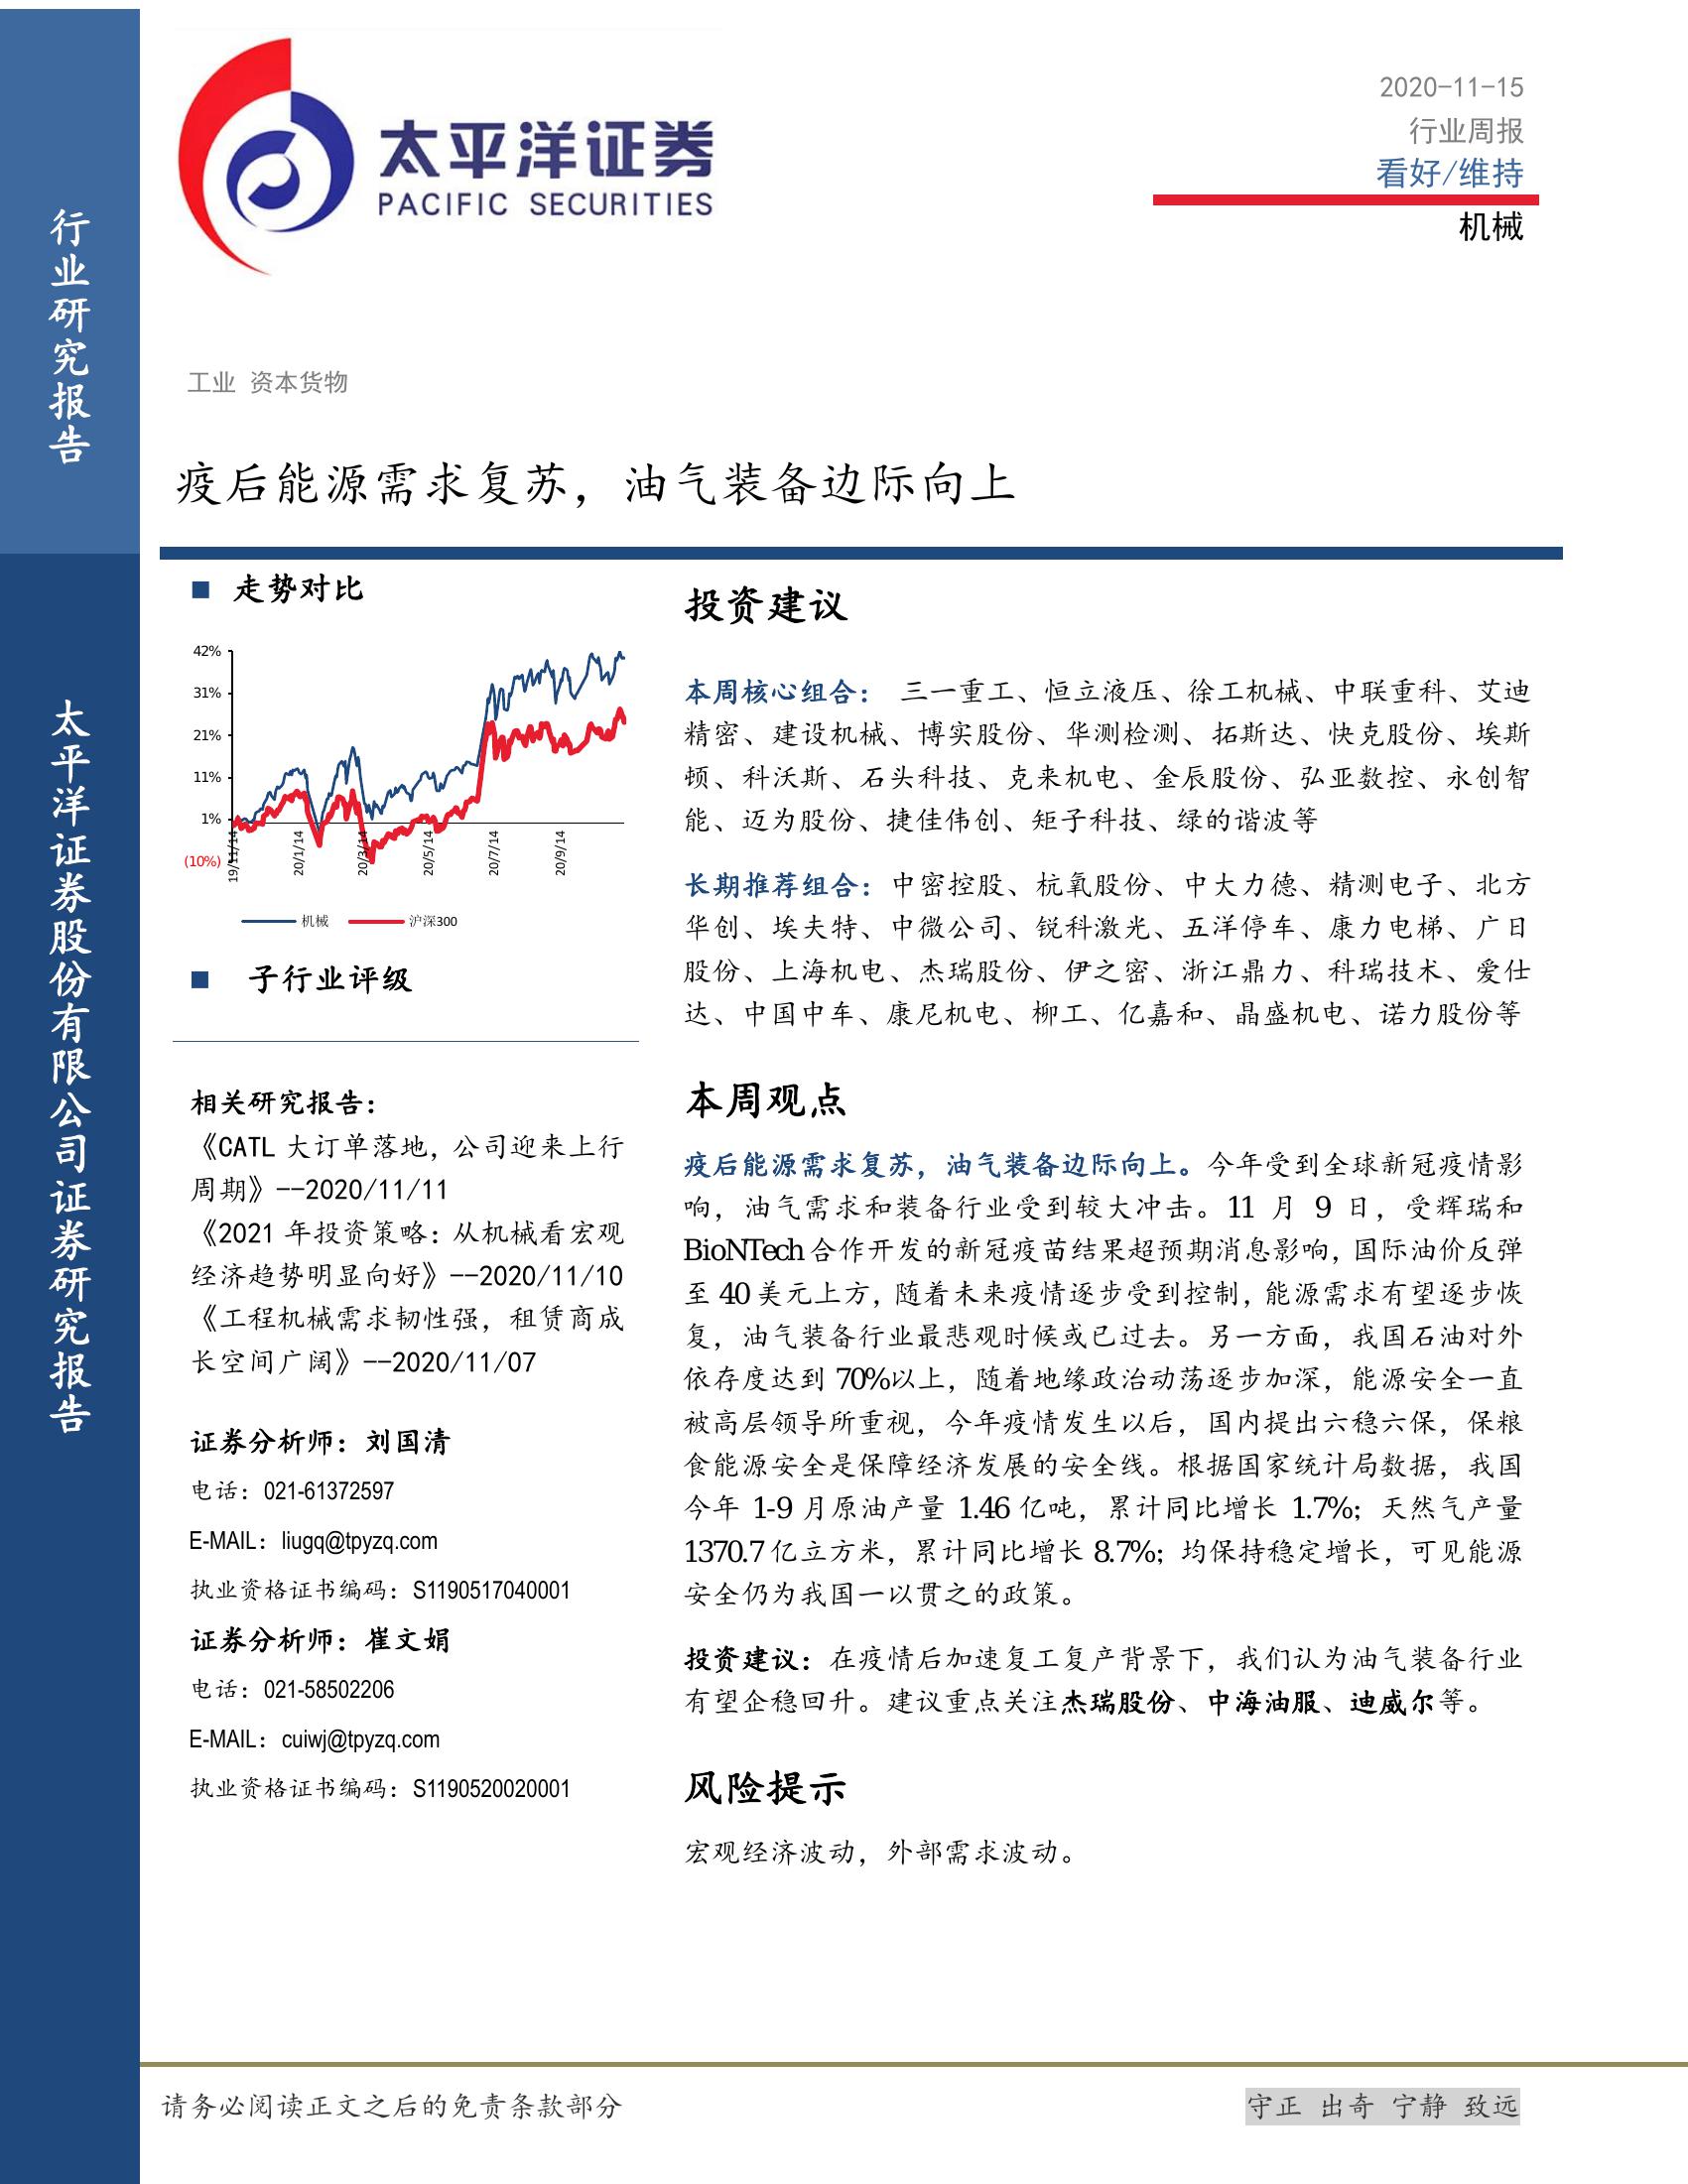 行业研究报告
太平洋证券股份有限公司证券研究报告
太平洋证券
PACIFIC SECURITIES
2020-11-15
行业周报
看好/维持
机械
工业 资本货物
疫后能源需求复苏，油气装备边际向上
■ 走势对比
42%
31%
21%
11%
1%
(10%)
19/11/14
20/1/14
20/3/14
20/5/14
20/7/14
20/9/14
机械 沪深300
■ 子行业评级
相关研究报告：
《CATL 大订单落地，公司迎来上行
周期》--2020/11/11
《2021 年投资策略：从机械看宏观
经济趋势明显向好》--2020/11/10
《工程机械需求韧性强，租赁商成
长空间广阔》--2020/11/07
证券分析师：刘国清
电话：021-61372597
E-MAIL：liugq@tpyzq.com
执业资格证书编码：S1190517040001
证券分析师：崔文娟
电话：021-58502206
E-MAIL：cuiwj@tpyzq.com
执业资格证书编码：S1190520020001
投资建议
本周核心组合： 三一重工、恒立液压、徐工机械、中联重科、艾迪
精密、建设机械、博实股份、华测检测、拓斯达、快克股份、埃斯
顿、科沃斯、石头科技、克来机电、金辰股份、弘亚数控、永创智
能、迈为股份、捷佳伟创、矩子科技、绿的谐波等
长期推荐组合：中密控股、杭氧股份、中大力德、精测电子、北方
华创、埃夫特、中微公司、锐科激光、五洋停车、康力电梯、广日
股份、上海机电、杰瑞股份、伊之密、浙江鼎力、科瑞技术、爱仕
达、中国中车、康尼机电、柳工、亿嘉和、晶盛机电、诺力股份等
本周观点
疫后能源需求复苏，油气装备边际向上。今年受到全球新冠疫情影
响，油气需求和装备行业受到较大冲击。11 月 9 日，受辉瑞和
BioNTech 合作开发的新冠疫苗结果超预期消息影响，国际油价反弹
至 40 美元上方，随着未来疫情逐步受到控制，能源需求有望逐步恢
复，油气装备行业最悲观时候或已过去。另一方面，我国石油对外
依存度达到 70%以上，随着地缘政治动荡逐步加深，能源安全一直
被高层领导所重视，今年疫情发生以后，国内提出六稳六保，保粮
食能源安全是保障经济发展的安全线。根据国家统计局数据，我国
今年 1-9 月原油产量 1.46 亿吨，累计同比增长 1.7%；天然气产量
1370.7 亿立方米，累计同比增长 8.7%；均保持稳定增长，可见能源
安全仍为我国一以贯之的政策。
投资建议：在疫情后加速复工复产背景下，我们认为油气装备行业
有望企稳回升。建议重点关注杰瑞股份、中海油服、迪威尔等。
风险提示
宏观经济波动，外部需求波动。
请务必阅读正文之后的免责条款部分
守正 出奇 宁静 致远